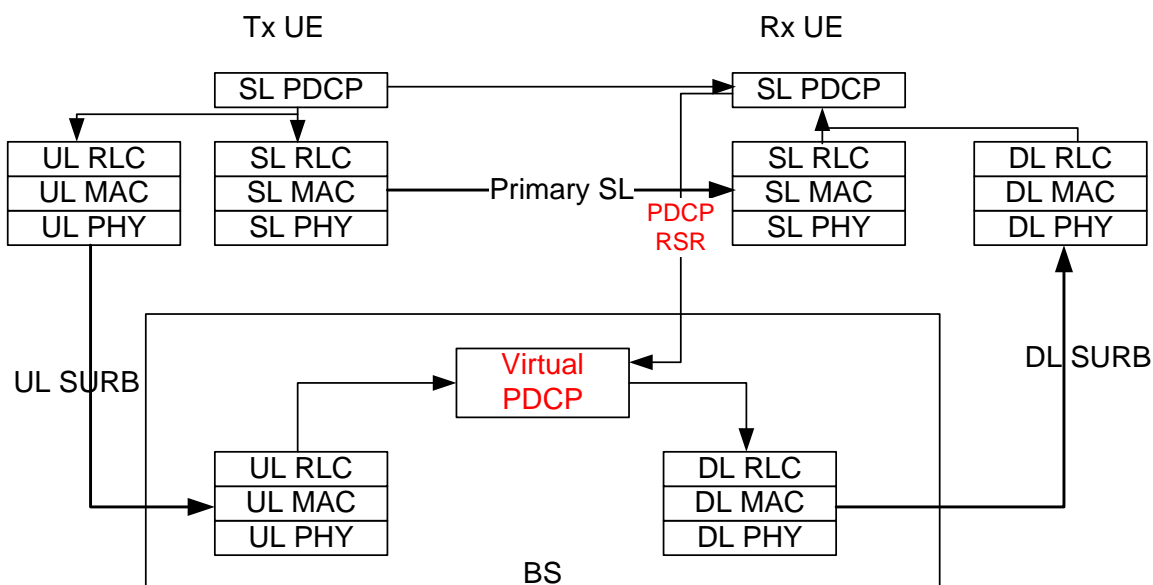 Tx UE
Rx UE
SL PDCP
SL PDCP
UL RLC
UL MAC
UL PHY
SL RLC
SL MAC
SL PHY
Primary SL
PDCP
RSR
SL RLC
SL MAC
SL PHY
DL RLC
DL MAC
DL PHY
UL SURB
Virtual
PDCP
DL SURB
UL RLC
UL MAC
UL PHY
DL RLC
DL MAC
DL PHY
BS